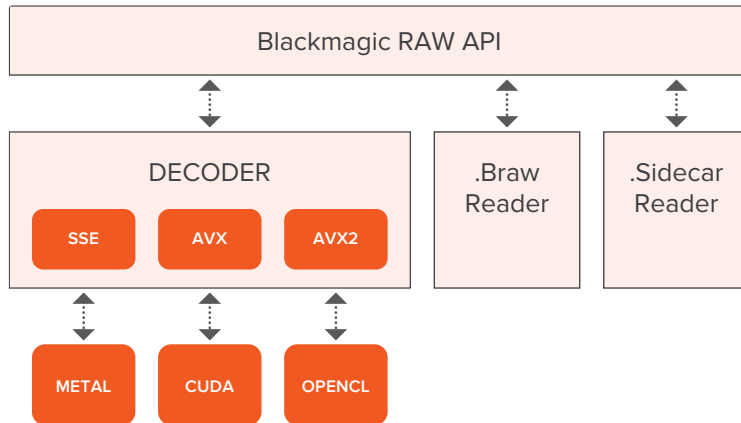 Blackmagic RAW API
DECODER
.Braw
Reader
.Sidecar
Reader
SSE
AVX
AVX2
METAL
CUDA
OPENCL